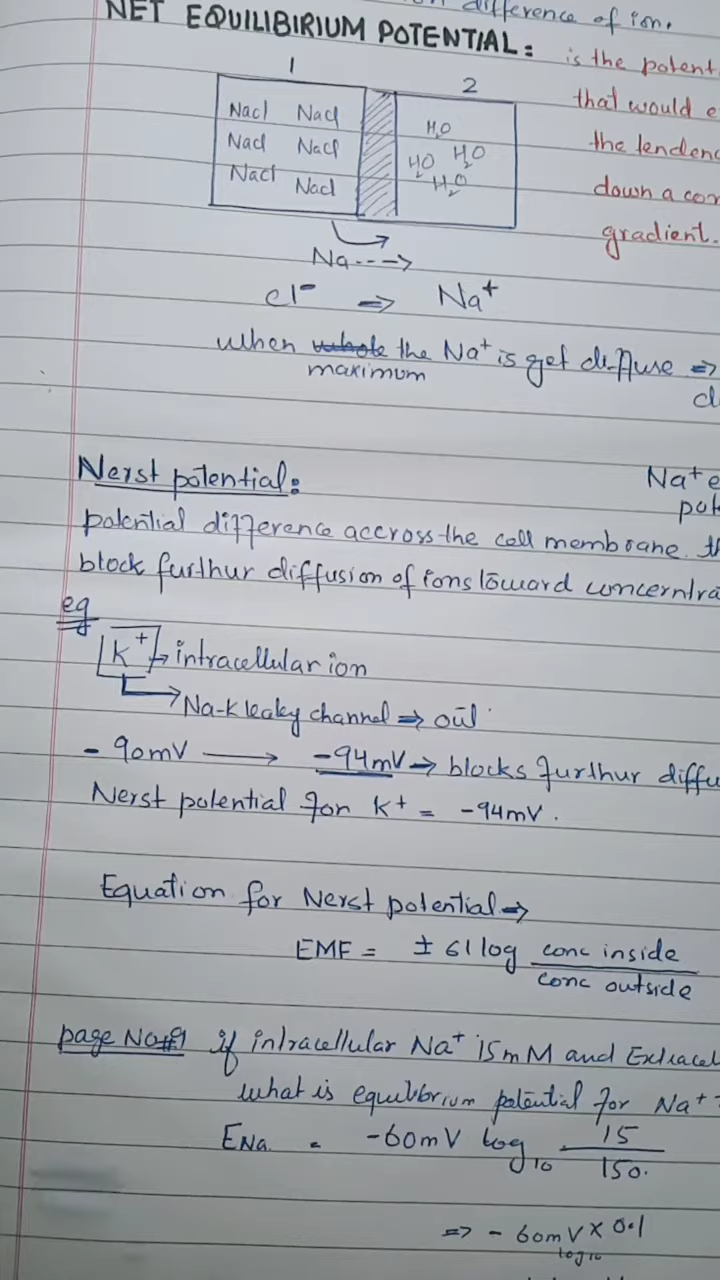 difference of ion.
NET EQUILIBIRIUM POTENTIAL: is the potent
1
2
that would e
NaCl NaCl
H2O
NaCl NaCl
H2O H2O
the tendenc
NaCl NaCl
H2O
down a con
gradient.
Na --->
Cl- => Na+
when whole the Na+ is get diffuse =>
maximum
Na+ e
pot
Nerst potential:
potential difference accross the cell membrane. th
block furthur diffusion of ions toward concerntra
eg
K+ → intracellular ion
→ Na-K leaky channel => out
- 90mV → -94mV → blocks furthur diffu
Nerst potential for K+ = -94mV.
Equation for Nerst potential →
EMF = ± 61 log conc inside
conc outside
page No#9 if intracellular Na+ 15mM and Extracel
what is equilibrium potential for Na+ ?
ENa = -60mV log10 15
150.
=> - 60mV x 0.1
log10